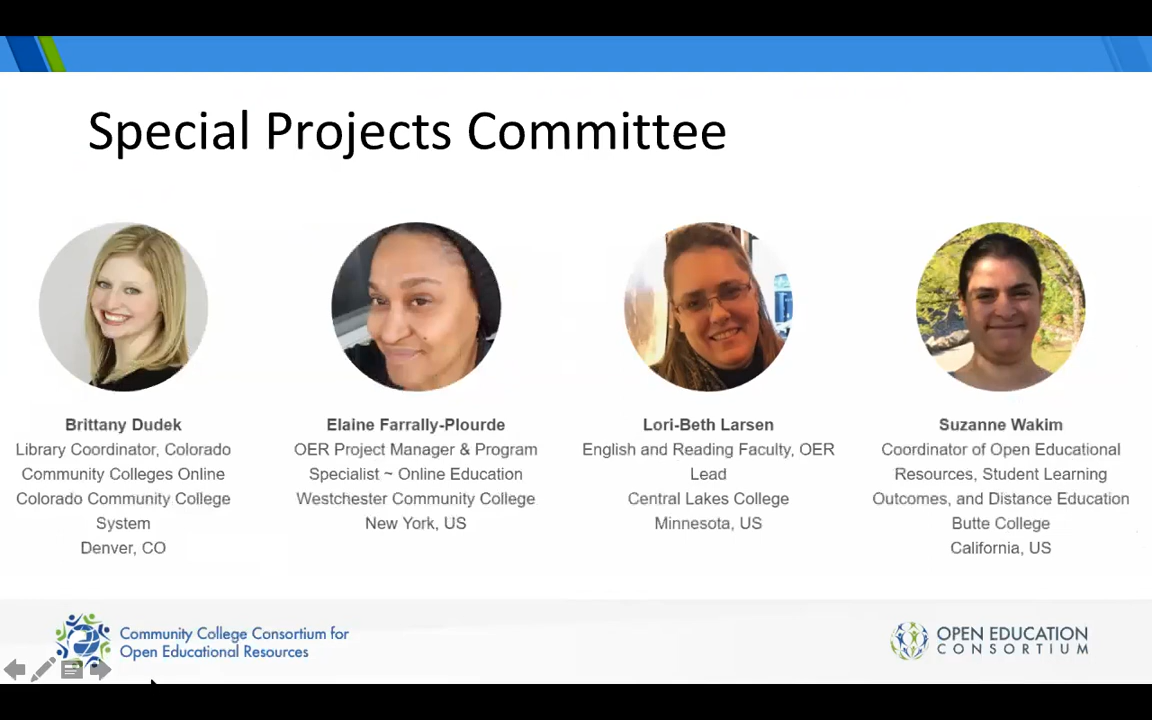 Special Projects Committee
Brittany Dudek
Library Coordinator, Colorado
Community Colleges Online
Colorado Community College
System
Denver, CO
Elaine Farrally-Plourde
OER Project Manager & Program
Specialist ~ Online Education
Westchester Community College
New York, US
Lori-Beth Larsen
English and Reading Faculty, OER
Lead
Central Lakes College
Minnesota, US
Suzanne Wakim
Coordinator of Open Educational
Resources, Student Learning
Outcomes, and Distance Education
Butte College
California, US
Community College Consortium for
Open Educational Resources
OPEN EDUCATION
CONSORTIUM